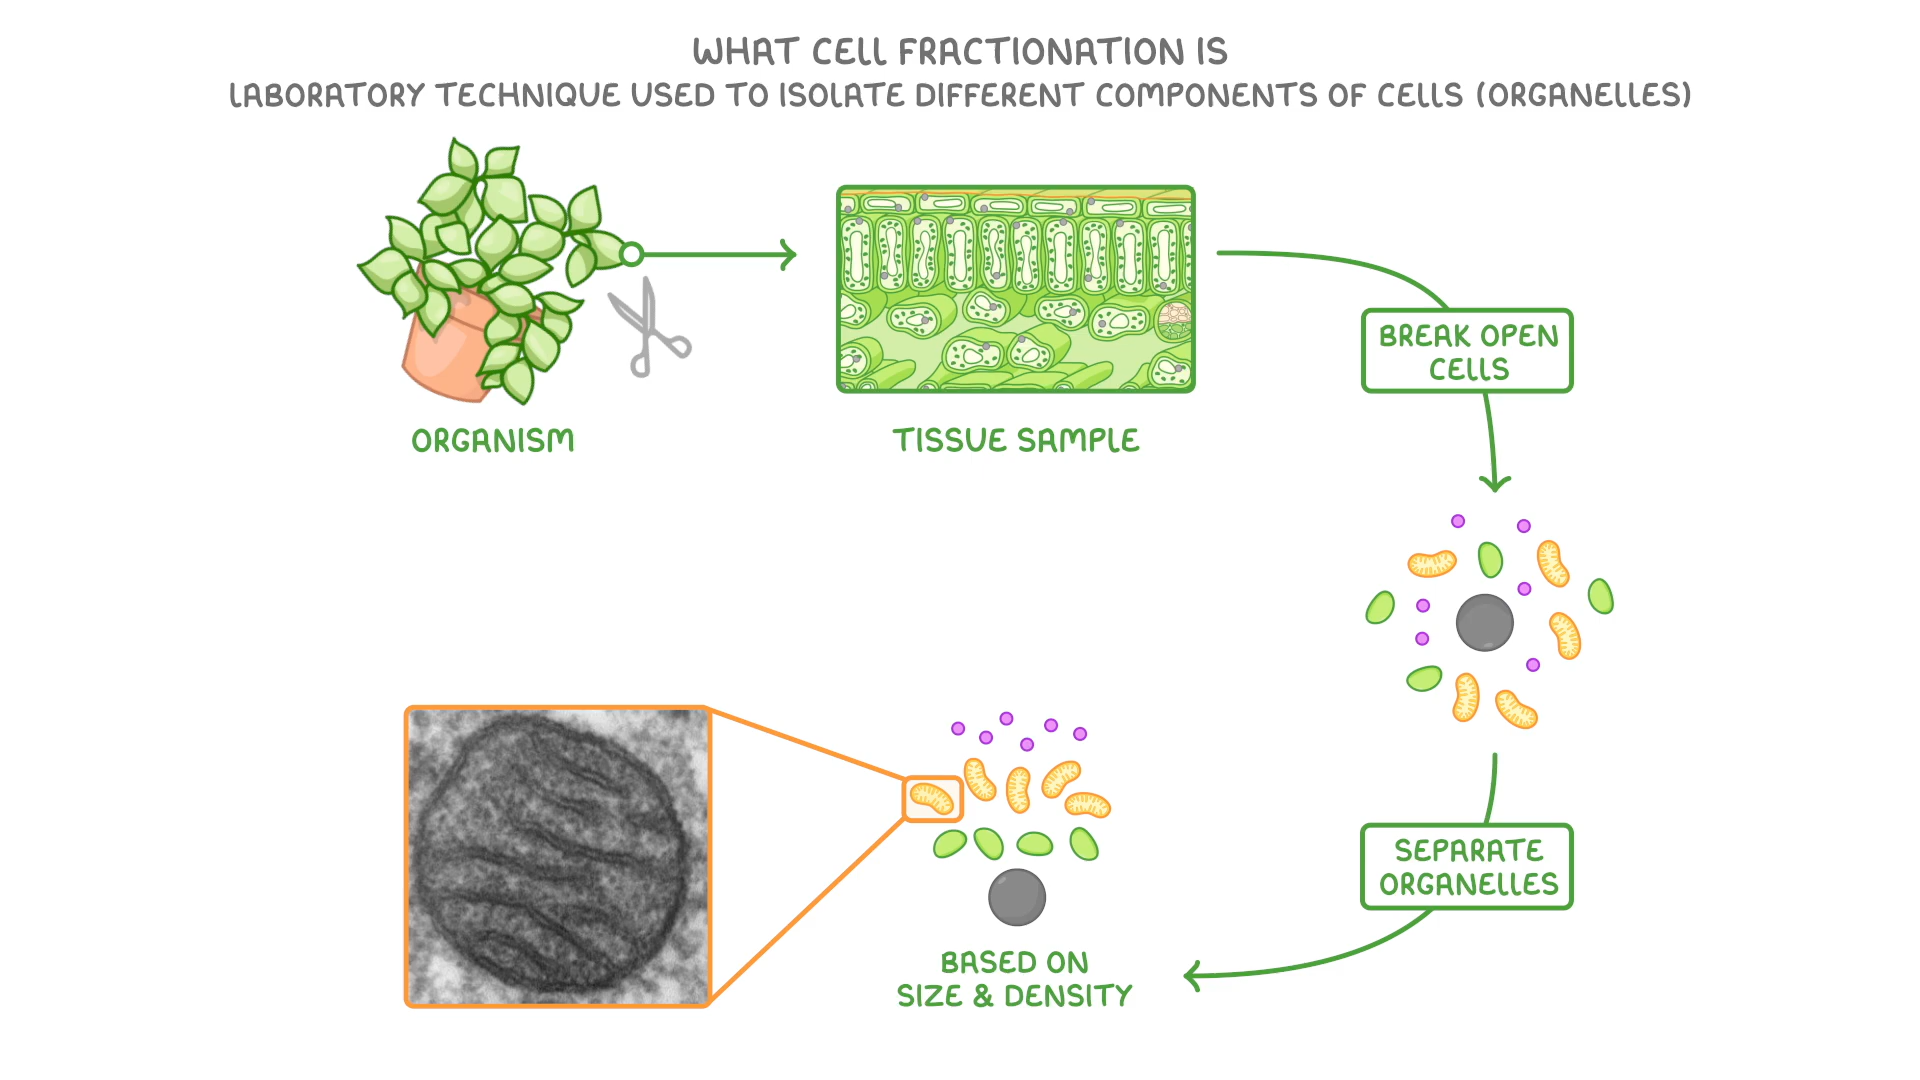 WHAT CELL FRACTIONATION IS
LABORATORY TECHNIQUE USED TO ISOLATE DIFFERENT COMPONENTS OF CELLS (ORGANELLES)
ORGANISM
TISSUE SAMPLE
BREAK OPEN
CELLS
SEPARATE
ORGANELLES
BASED ON
SIZE & DENSITY